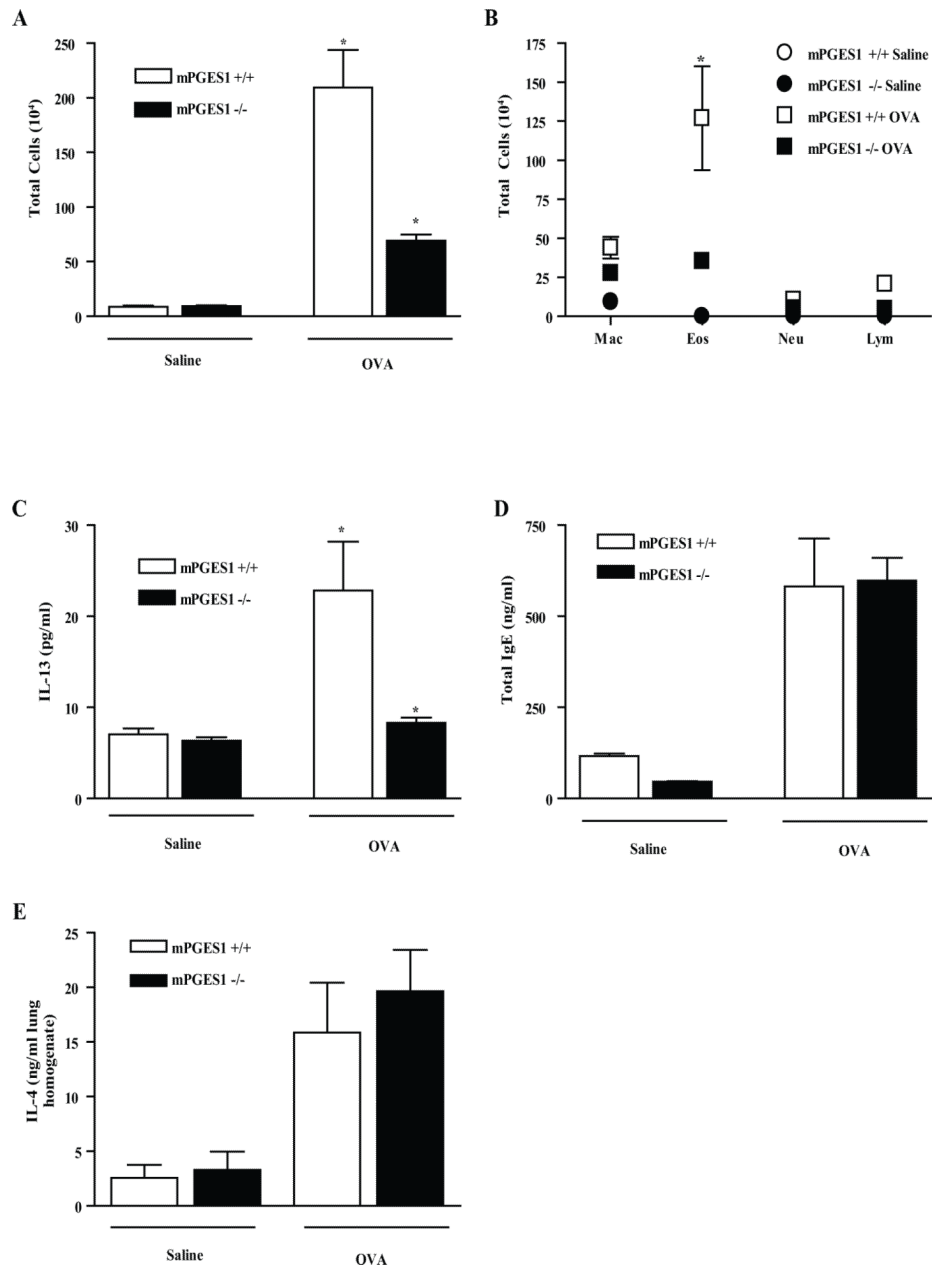 A
250
200
150
100
50
0
Total Cells (10⁴)
mPGES1 +/+
mPGES1 -/-
*
*
Saline
OVA
B
175
150
125
100
75
50
25
0
Total Cells (10⁴)
*
mPGES1 +/+ Saline
mPGES1 -/- Saline
mPGES1 +/+ OVA
mPGES1 -/- OVA
Mac
Eos
Neu
Lym
C
30
20
10
0
IL-13 (pg/ml)
mPGES1 +/+
mPGES1 -/-
*
*
Saline
OVA
D
750
500
250
0
Total IgE (ng/ml)
mPGES1 +/+
mPGES1 -/-
Saline
OVA
E
25
20
15
10
5
0
IL-4 (ng/ml lung
homogenate)
mPGES1 +/+
mPGES1 -/-
Saline
OVA